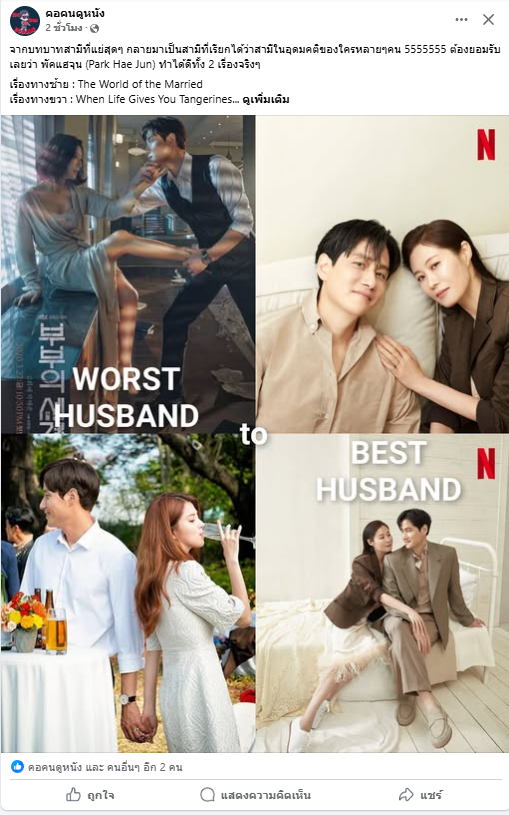 คอคนดูหนัง
2 ชั่วโมง ·
จากบทบาทสามีที่แย่สุดๆ กลายมาเป็นสามีที่เรียกได้ว่าสามีในอุดมคติของใครหลายๆคน 5555555 ต้องยอมรับ
เลยว่า พัคแฮจุน (Park Hae Jun) ทำได้ดีทั้ง 2 เรื่องจริงๆ
เรื่องทางซ้าย : The World of the Married
เรื่องทางขวา : When Life Gives You Tangerines... ดูเพิ่มเติม
N
부부의 세계
WORST
HUSBAND
to
BEST
HUSBAND
N
คอคนดูหนัง และ คนอื่นๆ อีก 2 คน
ถูกใจ
แสดงความคิดเห็น
แชร์